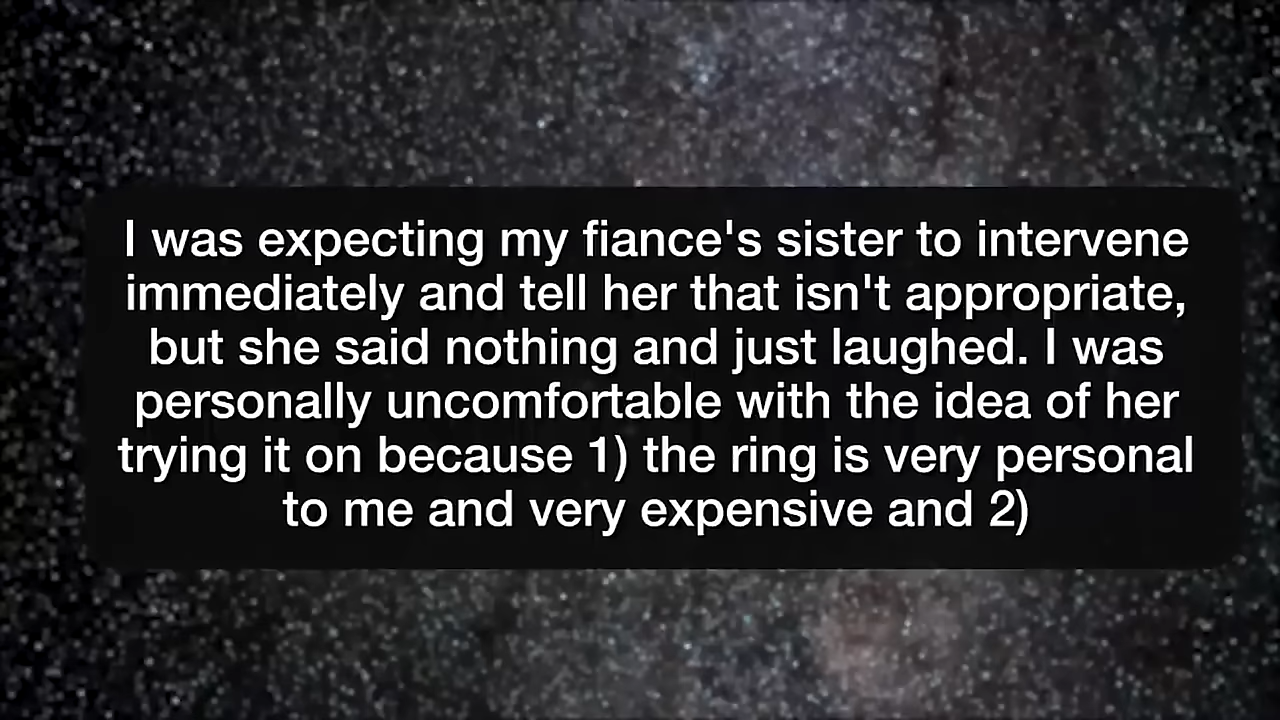 I was expecting my fiance's sister to intervene
immediately and tell her that isn't appropriate,
but she said nothing and just laughed. I was
personally uncomfortable with the idea of her
trying it on because 1) the ring is very personal
to me and very expensive and 2)